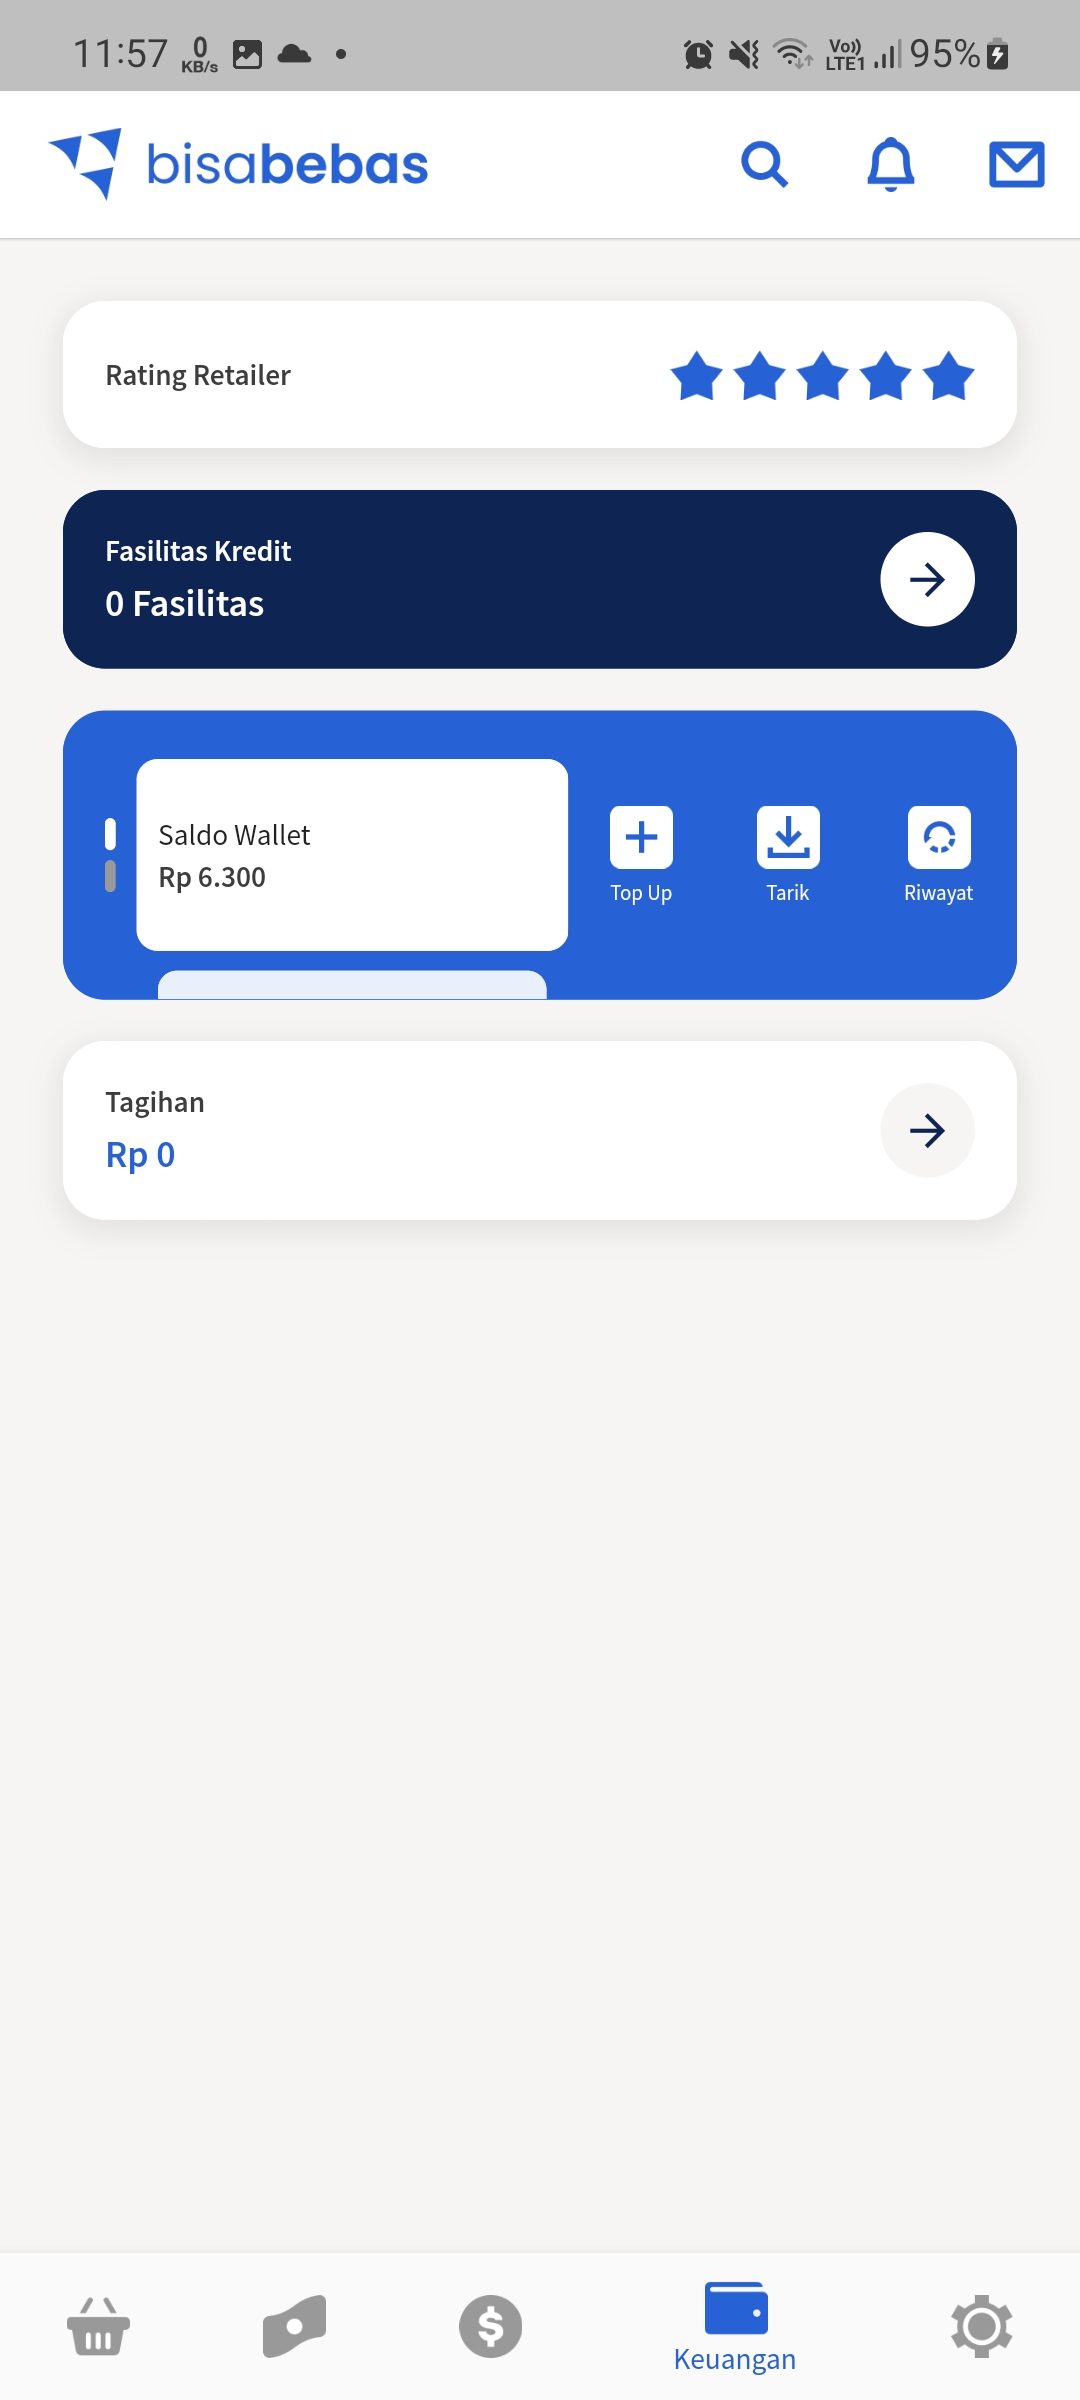 11:57 0 KB/s Vo)) LTE1 95%
bisabebas
Rating Retailer
Fasilitas Kredit
0 Fasilitas
Saldo Wallet
Rp 6.300
Top Up
Tarik
Riwayat
Tagihan
Rp 0
Keuangan